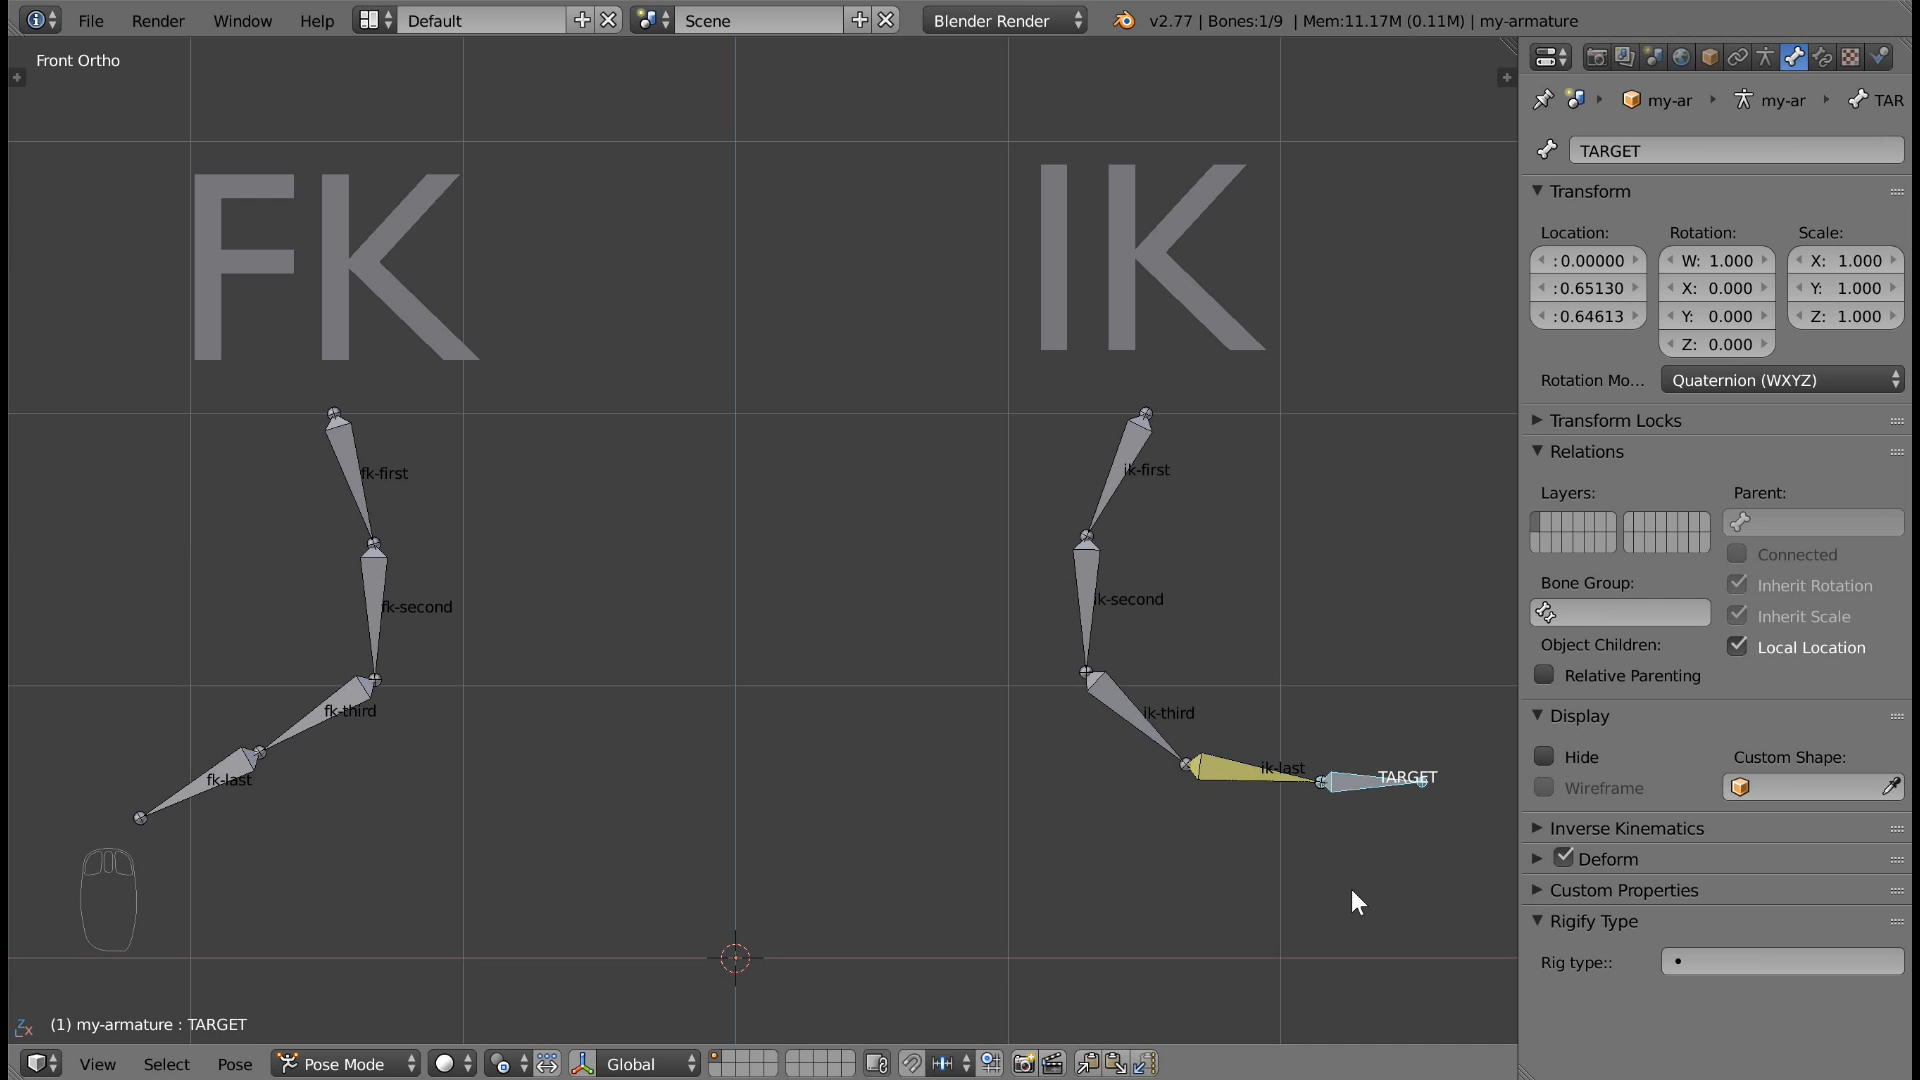 File Render Window Help Default Scene Blender Render v2.77 | Bones:1/9 | Mem:11.17M (0.11M) | my-armature
Front Ortho
my-ar my-ar TAR
TARGET
Transform
Location: Rotation: Scale:
: 0.00000 W: 1.000 X: 1.000
: 0.65130 X: 0.000 Y: 1.000
: 0.64613 Y: 0.000 Z: 1.000
Z: 0.000
Rotation Mo... Quaternion (WXYZ)
Transform Locks
Relations
Layers: Parent:
Connected
Bone Group: Inherit Rotation
Inherit Scale
Object Children: Local Location
Relative Parenting
Display
Hide Custom Shape:
Wireframe
Inverse Kinematics
Deform
Custom Properties
Rigify Type
Rig type::
FK IK
fk-first ik-first
fk-second ik-second
fk-third ik-third
fk-last ik-last TARGET
(1) my-armature : TARGET
View Select Pose Pose Mode Global